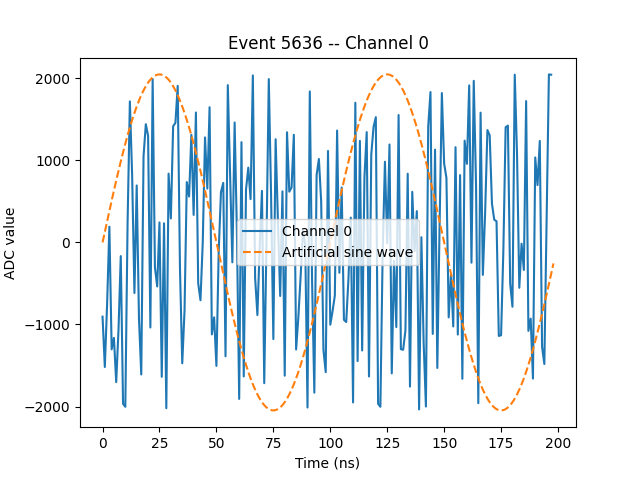 Event 5636 -- Channel 0
ADC value
2000
1000
0
−1000
−2000
Channel 0
Artificial sine wave
0 25 50 75 100 125 150 175 200
Time (ns)